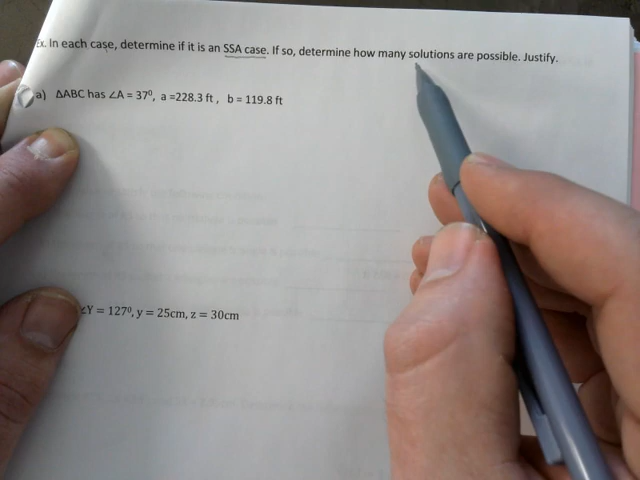 Ex. In each case, determine if it is an SSA case. If so, determine how many solutions are possible. Justify.
a) ΔABC has ∠A = 37⁰, a =228.3 ft , b = 119.8 ft
∠Y = 127⁰, y = 25cm, z = 30cm